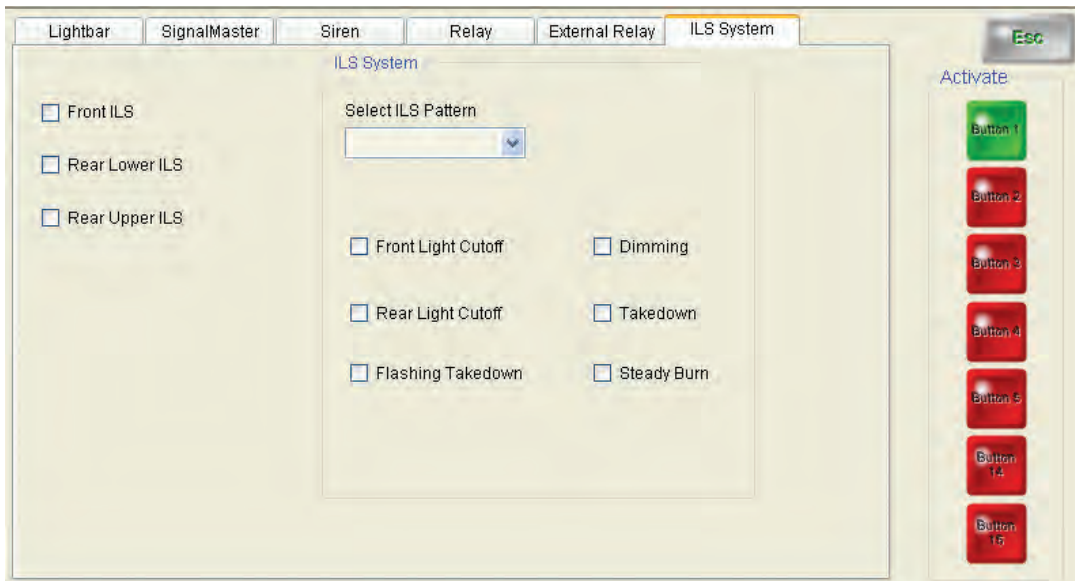 Lightbar
SignalMaster
Siren
Relay
External Relay
ILS System
Esc
ILS System
Activate
Front ILS
Select ILS Pattern
Button 1
Rear Lower ILS
Button 2
Rear Upper ILS
Front Light Cutoff
Dimming
Button 3
Rear Light Cutoff
Takedown
Button 4
Flashing Takedown
Steady Burn
Button 5
Button
14
Button